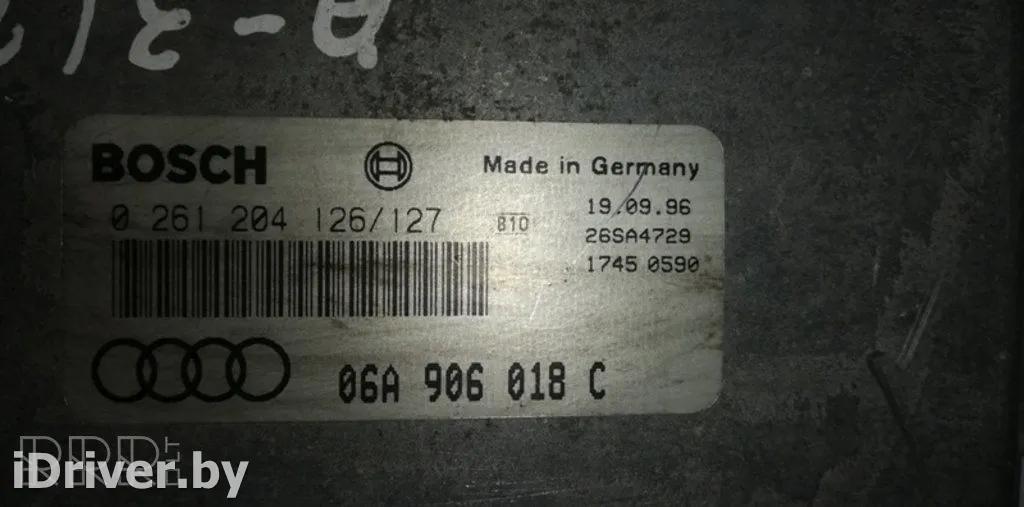 BOSCH
Made in Germany
0 261 204 126/127
B10
19.09.96
26SA4729
1745 0590
06A 906 018 C
iDriver.by